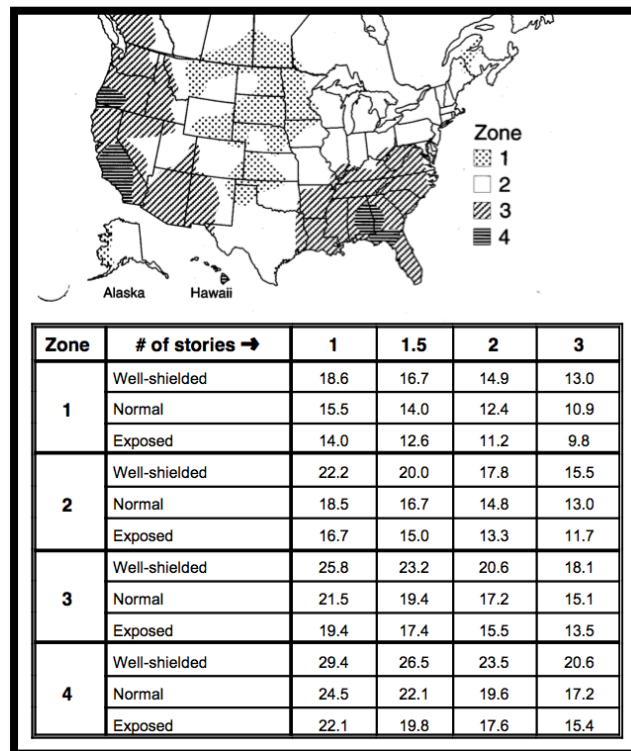 Zone
1
2
3
4
Alaska Hawaii
Zone # of stories → 1 1.5 2 3
1
Well-shielded 18.6 16.7 14.9 13.0
Normal 15.5 14.0 12.4 10.9
Exposed 14.0 12.6 11.2 9.8
2
Well-shielded 22.2 20.0 17.8 15.5
Normal 18.5 16.7 14.8 13.0
Exposed 16.7 15.0 13.3 11.7
3
Well-shielded 25.8 23.2 20.6 18.1
Normal 21.5 19.4 17.2 15.1
Exposed 19.4 17.4 15.5 13.5
4
Well-shielded 29.4 26.5 23.5 20.6
Normal 24.5 22.1 19.6 17.2
Exposed 22.1 19.8 17.6 15.4